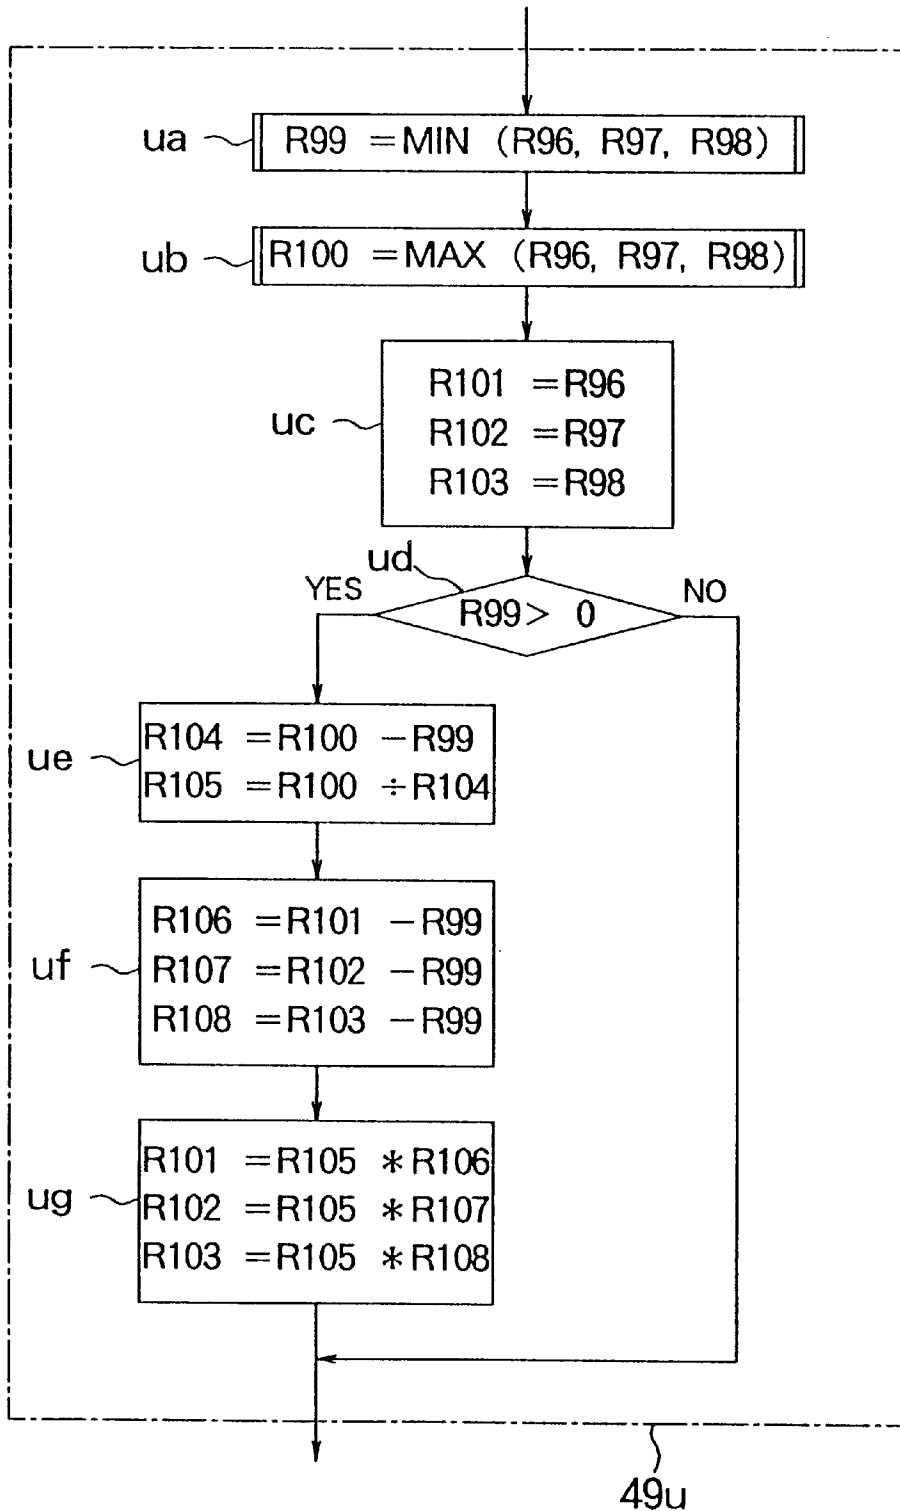 ua
R99 =MIN (R96, R97, R98)
ub
R100 =MAX (R96, R97, R98)
uc
R101 =R96
R102 =R97
R103 =R98
ud
YES
R99> 0
NO
ue
R104 =R100 -R99
R105 =R100 ÷R104
uf
R106 =R101 -R99
R107 =R102 -R99
R108 =R103 -R99
ug
R101 =R105 *R106
R102 =R105 *R107
R103 =R105 *R108
49u